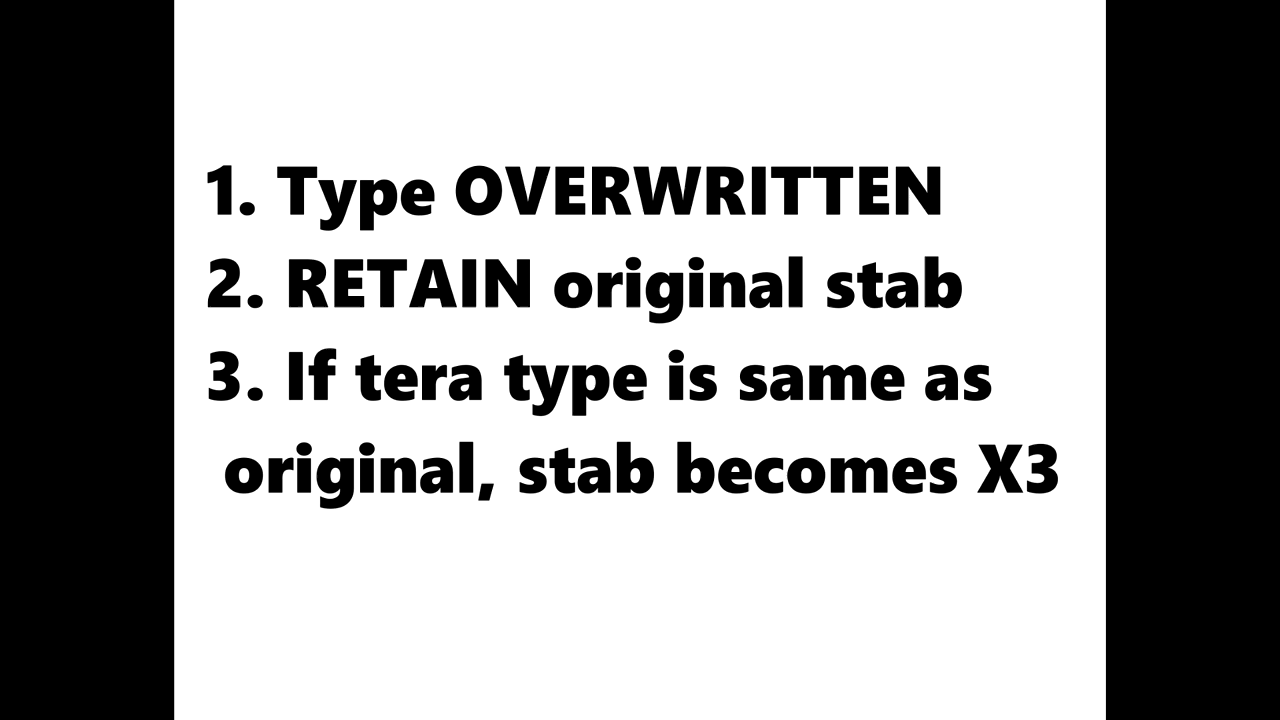 1. Type OVERWRITTEN
2. RETAIN original stab
3. If tera type is same as
original, stab becomes X3